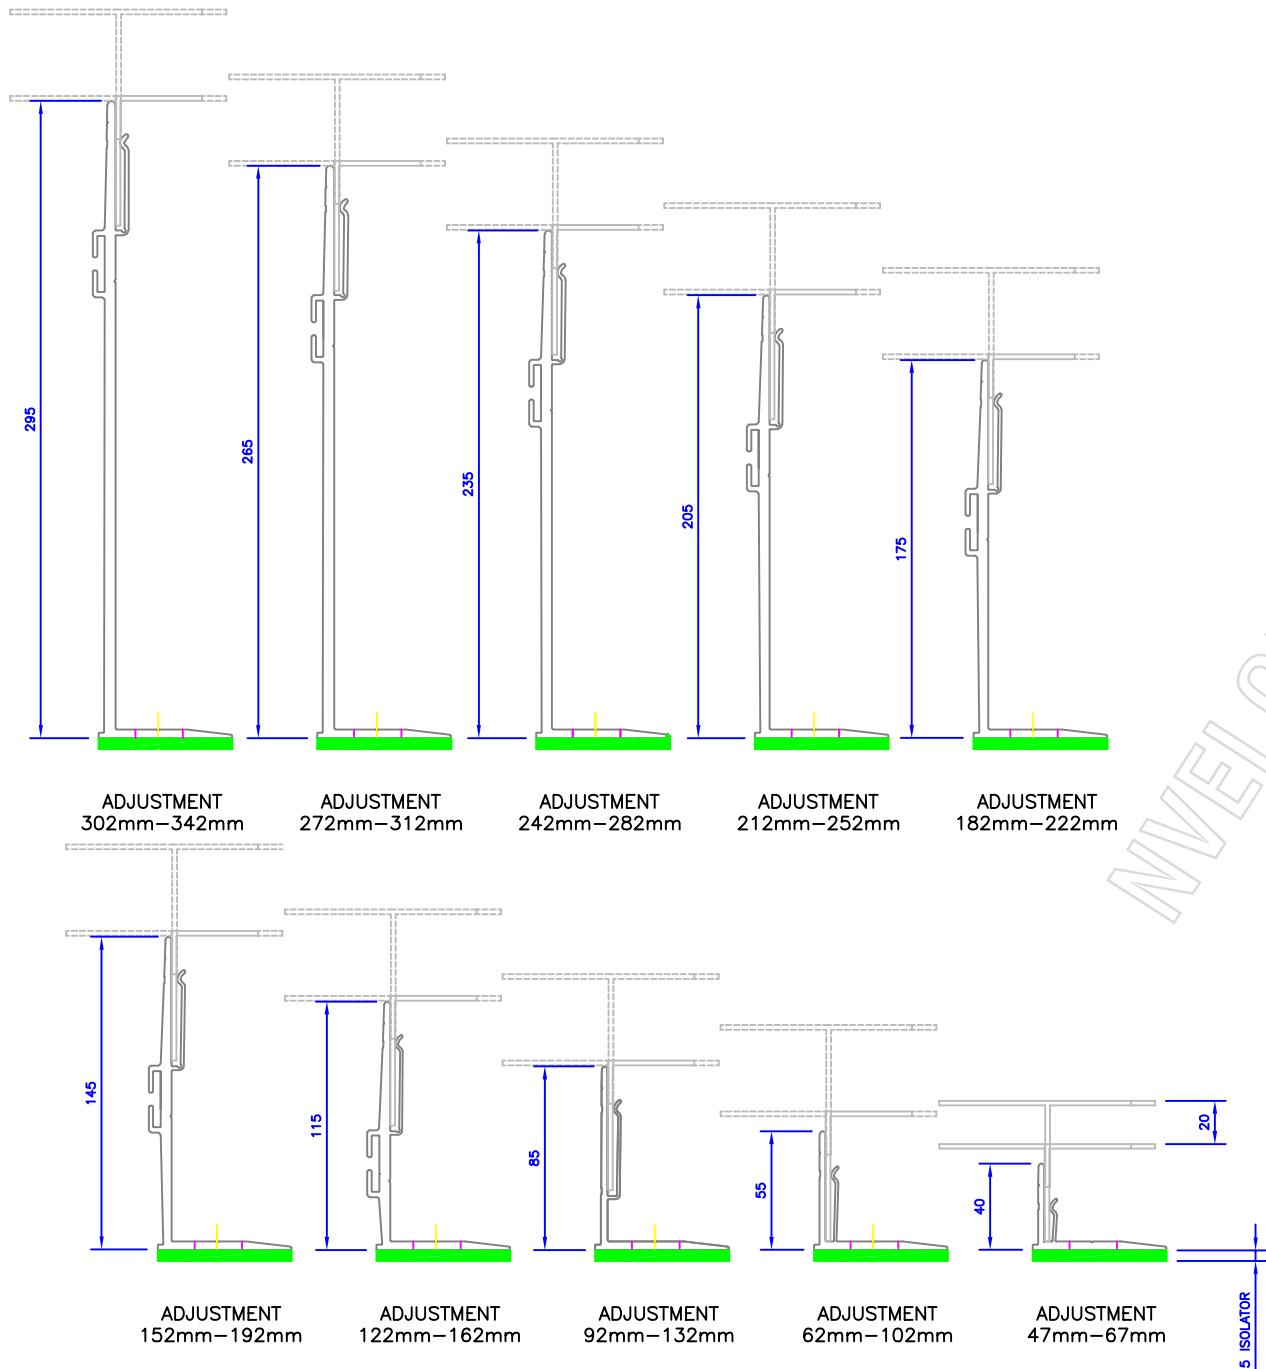 295
265
235
205
175
ADJUSTMENT
302mm–342mm
ADJUSTMENT
272mm–312mm
ADJUSTMENT
242mm–282mm
ADJUSTMENT
212mm–252mm
ADJUSTMENT
182mm–222mm
NVELO
145
115
85
55
40
20
5 ISOLATOR
ADJUSTMENT
152mm–192mm
ADJUSTMENT
122mm–162mm
ADJUSTMENT
92mm–132mm
ADJUSTMENT
62mm–102mm
ADJUSTMENT
47mm–67mm